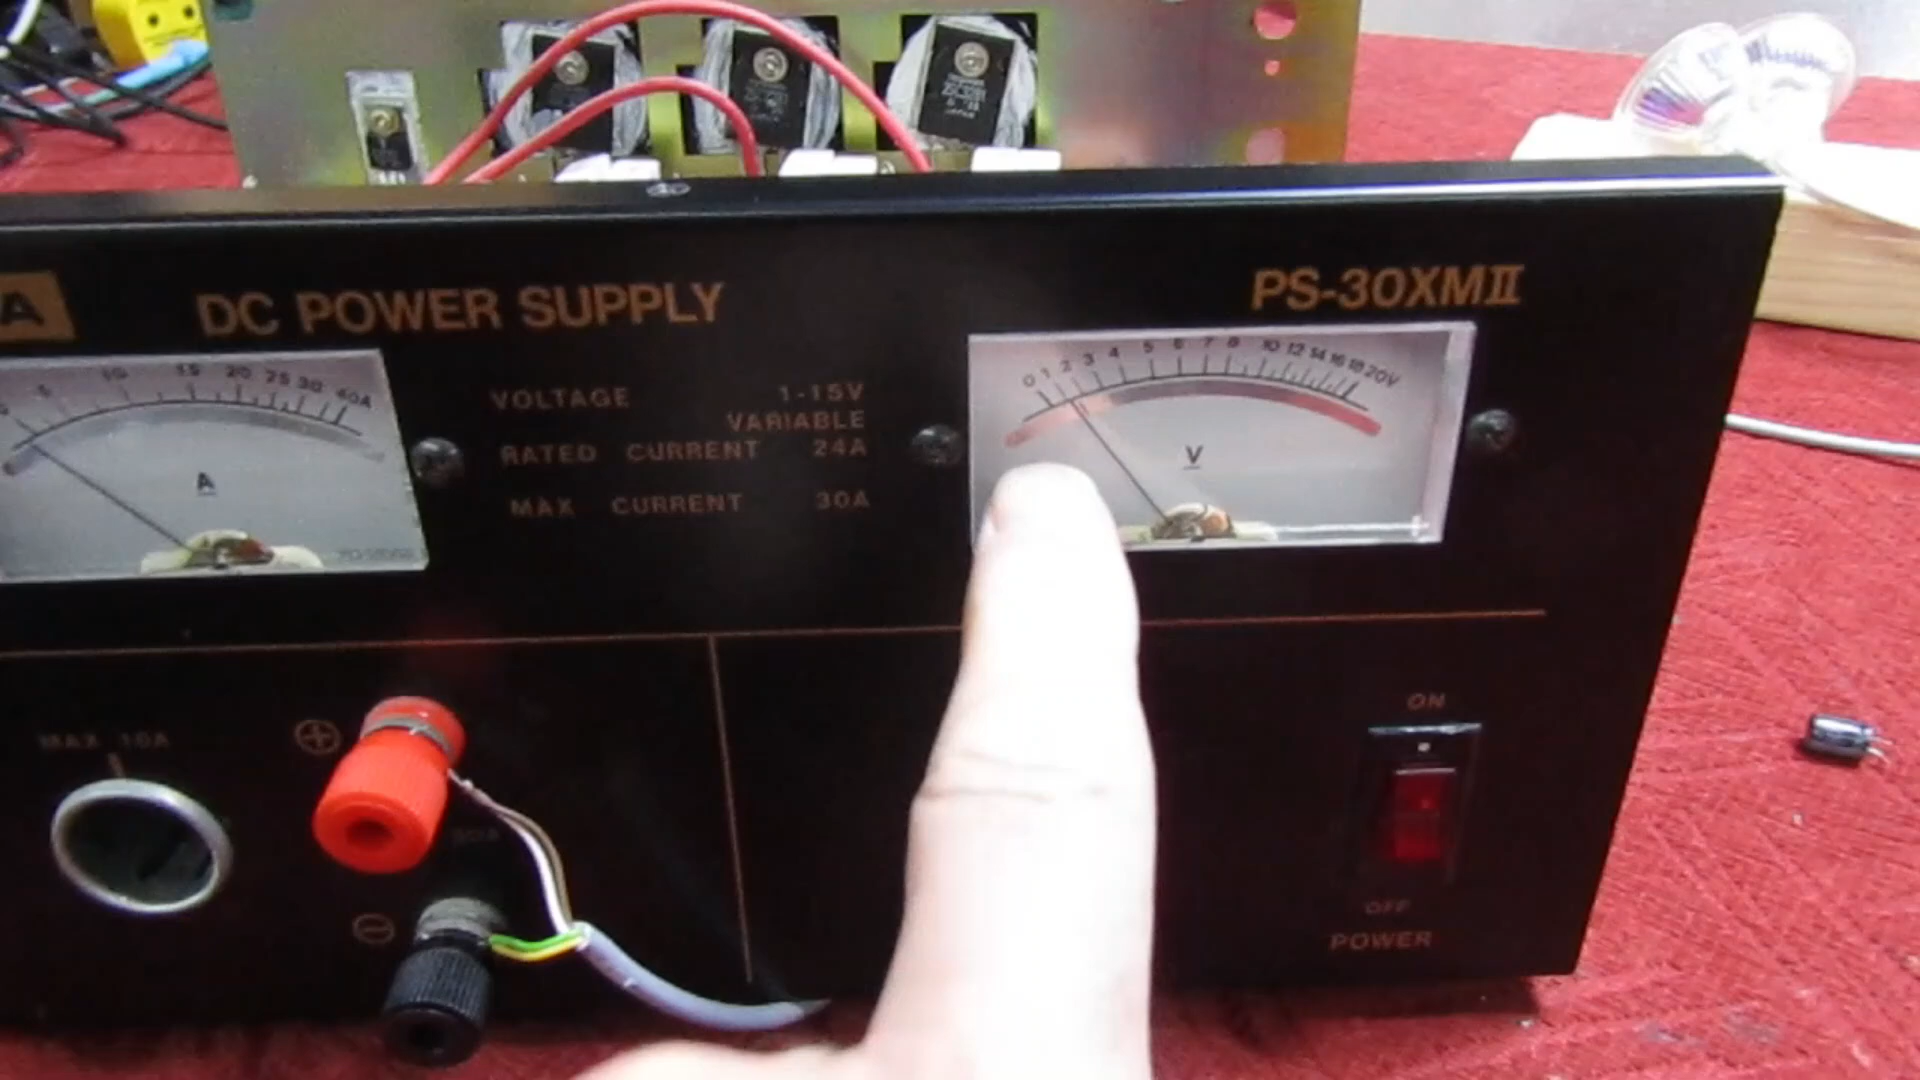 A
DC POWER SUPPLY
PS-30XMII
5 10 15 20 25 30 40A
A
VOLTAGE 1-15V
VARIABLE
RATED CURRENT 24A
MAX CURRENT 30A
0 1 2 3 4 5 6 7 8 10 12 14 16 18 20V
V
MAX 10A
+
−
ON
OFF
POWER